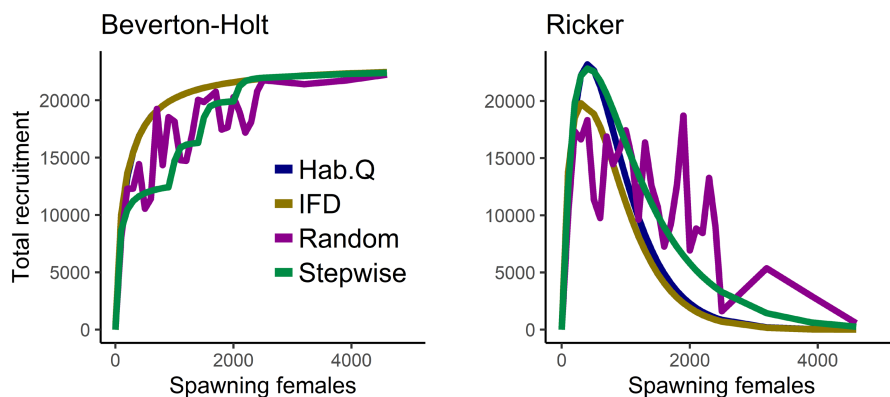 Beverton-Holt
Total recruitment
20000
15000
10000
5000
0
Hab.Q
IFD
Random
Stepwise
0 2000 4000
Spawning females
Ricker
20000
15000
10000
5000
0
0 2000 4000
Spawning females